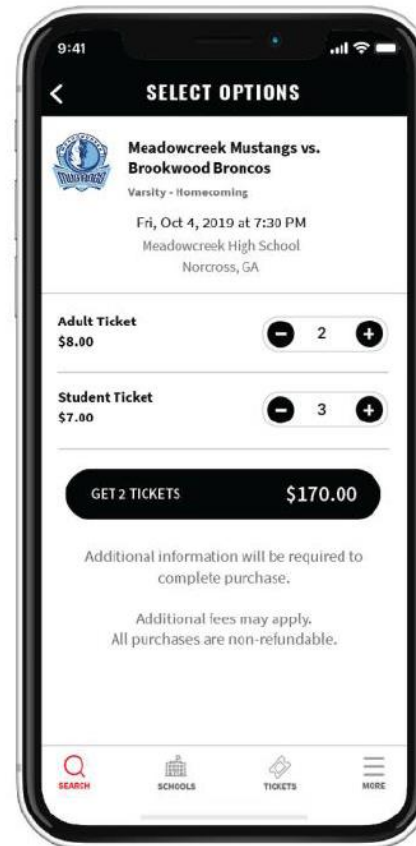 9:41
SELECT OPTIONS
Meadowcreek Mustangs vs.
Brookwood Broncos
Varsity - Homecoming
Fri, Oct 4, 2019 at 7:30 PM
Meadowcreek High School
Norcross, GA
Adult Ticket
$8.00
2
Student Ticket
$7.00
3
GET 2 TICKETS $170.00
Additional information will be required to
complete purchase.
Additional fees may apply.
All purchases are non-refundable.
SEARCH SCHOOLS TICKETS MORE